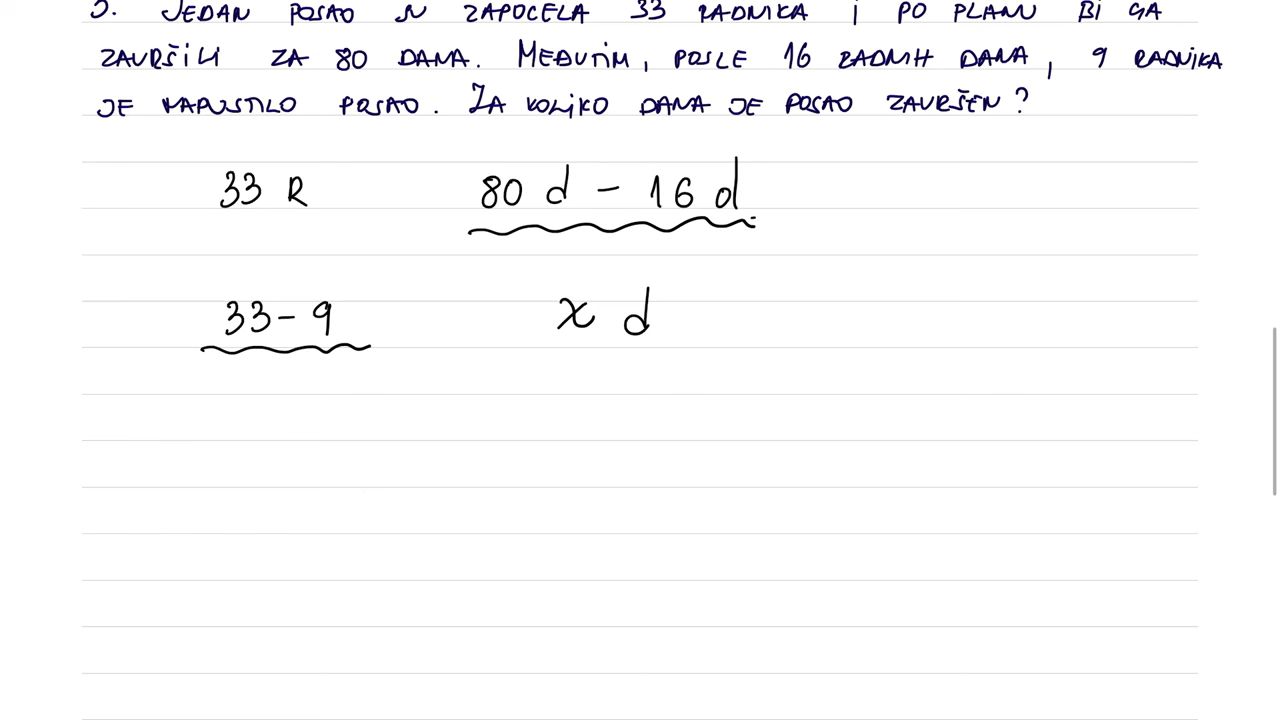 3. JEDAN POSAO SU ZAPOČELA 33 RADNIKA I PO PLANU BI GA
ZAVRŠILI ZA 80 DANA. MEĐUTIM, POSLE 16 RADNIH DANA, 9 RADNIKA
JE NAPUSTILO POSAO. ZA KOLIKO DANA JE POSAO ZAVRŠEN?
33 R 80 d - 16 d
33 - 9 x d